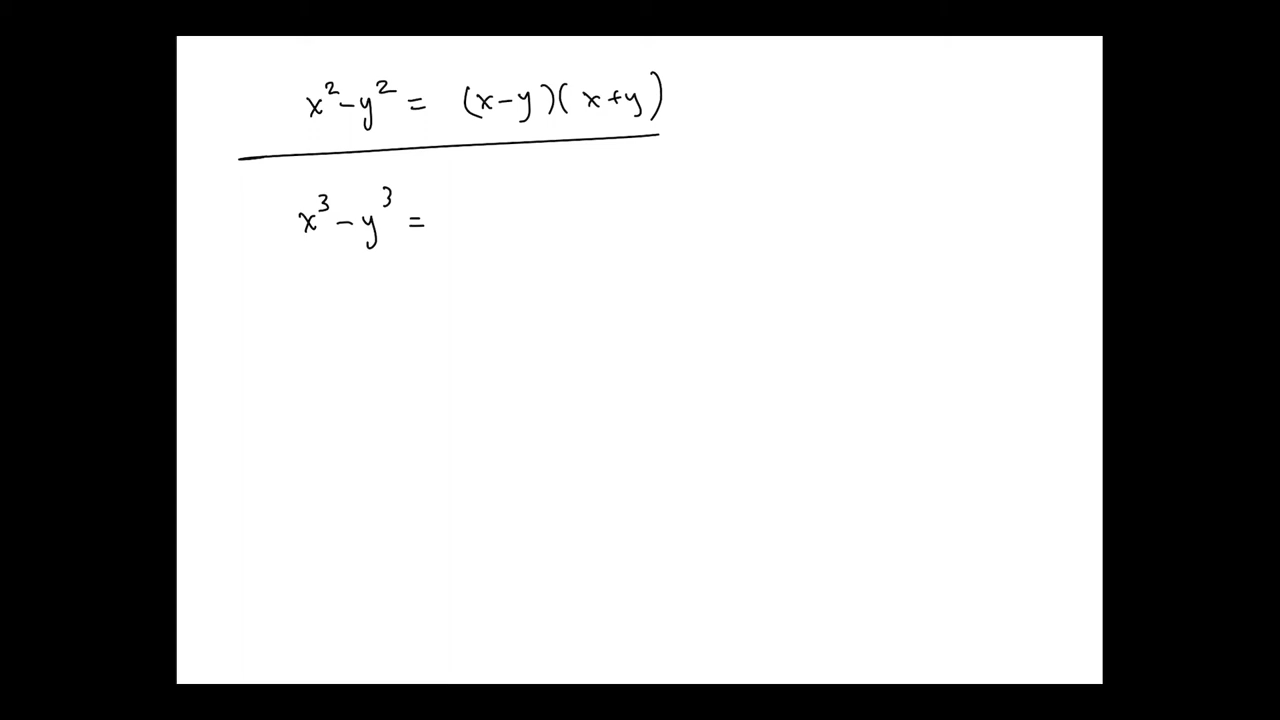 x² - y² = (x - y)(x + y)
x³ - y³ =